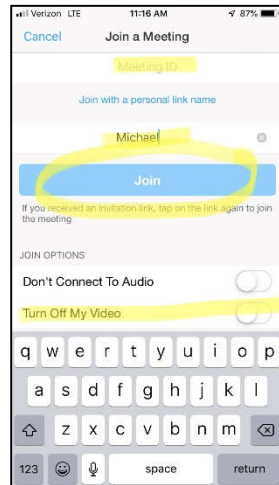 Verizon LTE 11:16 AM 87%
Cancel Join a Meeting
Meeting ID
Join with a personal link name
Michael
Join
If you received an invitation link, tap on the link again to join
the meeting
JOIN OPTIONS
Don't Connect To Audio
Turn Off My Video
q w e r t y u i o p
a s d f g h j k l
z x c v b n m
123 space return